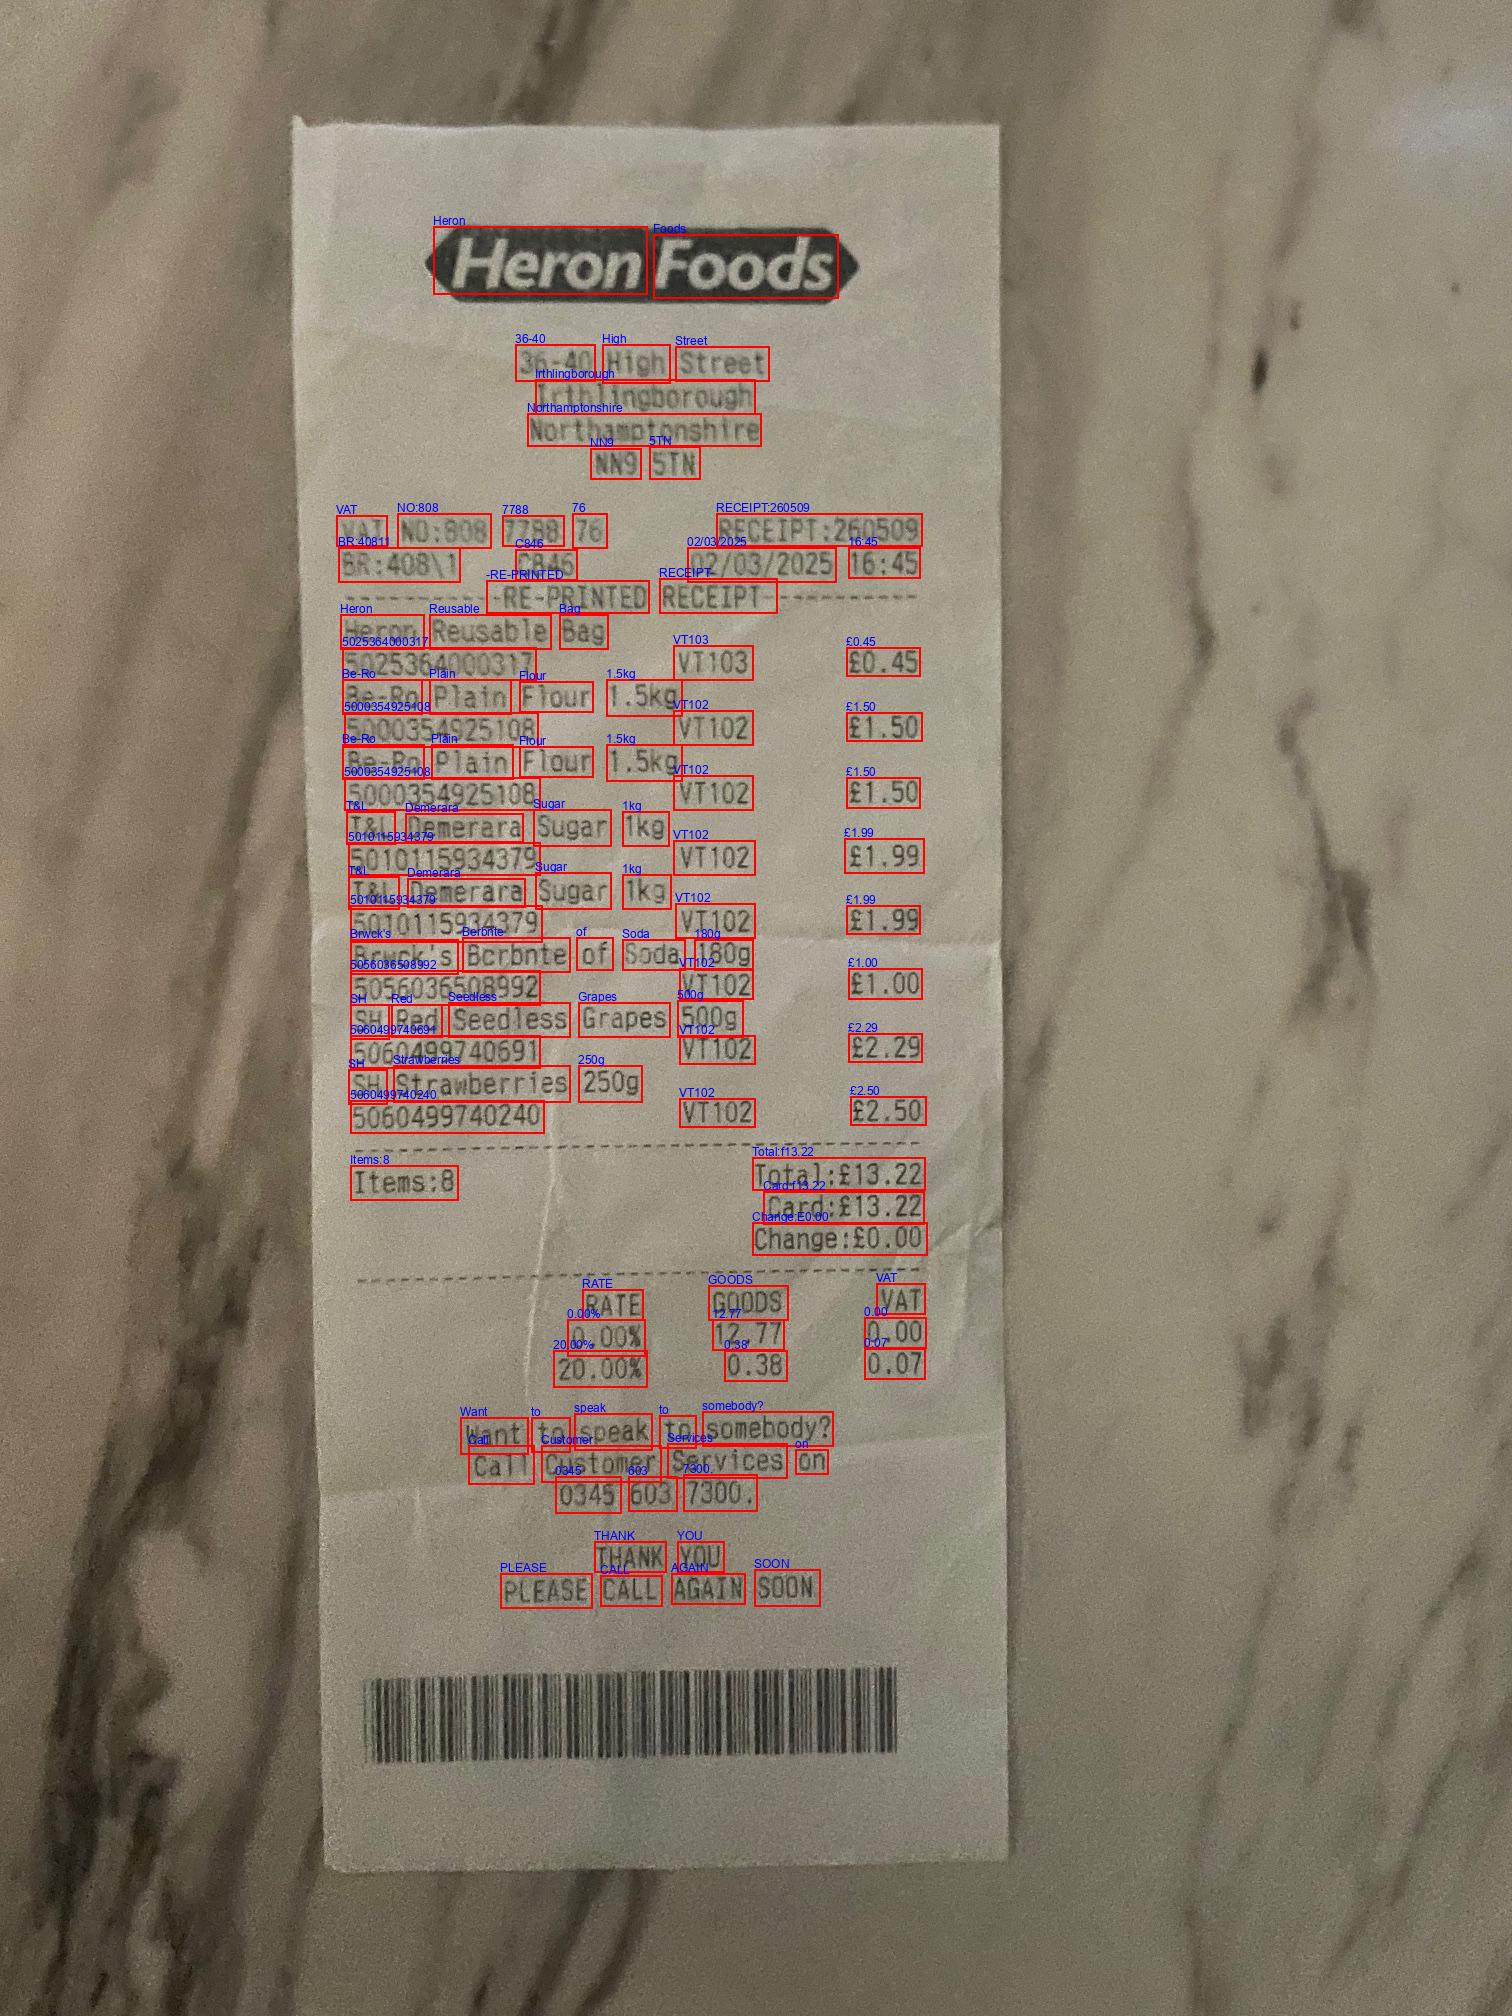 Heron Foods
36-40 High Street
Irthlingborough
Northamptonshire
NN9 5TN
VAT NO:808 7788 76 RECEIPT:260509
BR:408\1 C846 02/03/2025 16:45
-RE-PRINTED RECEIPT-
Heron Reusable Bag
5025364000317 VT103 £0.45
Be-Ro Plain Flour 1.5kg
5000354925108 VT102 £1.50
Be-Ro Plain Flour 1.5kg
5000354925108 VT102 £1.50
T&L Demerara Sugar 1kg
5010115934379 VT102 £1.99
T&L Demerara Sugar 1kg
5010115934379 VT102 £1.99
Brwck's Bcrbnte of Soda 180g
5056036508992 VT102 £1.00
SH Red Seedless Grapes 500g
5060499740691 VT102 £2.29
SH Strawberries 250g
5060499740240 VT102 £2.50
Items:8 Total:£13.22
Card:£13.22
Change:£0.00
RATE GOODS VAT
0.00% 12.77 0.00
20.00% 0.38 0.07
Want to speak to somebody?
Call Customer Services on
0345 603 7300.
THANK YOU
PLEASE CALL AGAIN SOON